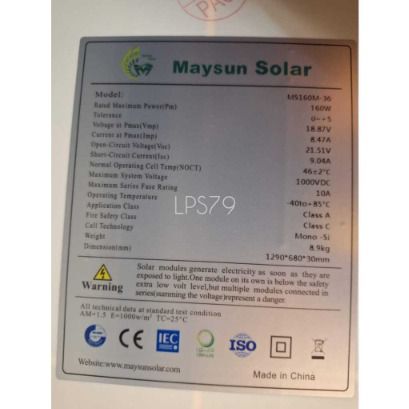 PAS
Maysun Solar
Model: MS160M-36
Rated Maximum Power(Pm) 160W
Tolerance 0~+5
Voltage at Pmax(Vmp) 18.87V
Current at Pmax(Imp) 8.47A
Open-Circuit Voltage(Voc) 21.51V
Short-Circuit Current(Isc) 9.04A
Normal Operating Cell Temp(NOCT) 46±2°C
Maximum System Voltage 1000VDC
Maximum Series Fuse Rating 10A
Operating Temperature -40to+85°C
Application Class Class A
Fire Safety Class Class C
Cell Technology Mono -Si
Weight 8.9kg
Dimension(mm) 1290*680*30mm
LPS79
Warning
Solar modules generate electricity as soon as they are
exposed to light.One module on its own is below the safety
extra low volt level,but multiple modules connected in
series(summing the voltage)represent a danger.
All technical data at standard test condition
AM=1.5 E=1000w/m² TC=25°C
CE IEC ISO
Website:www.maysunsolar.com
Made in China